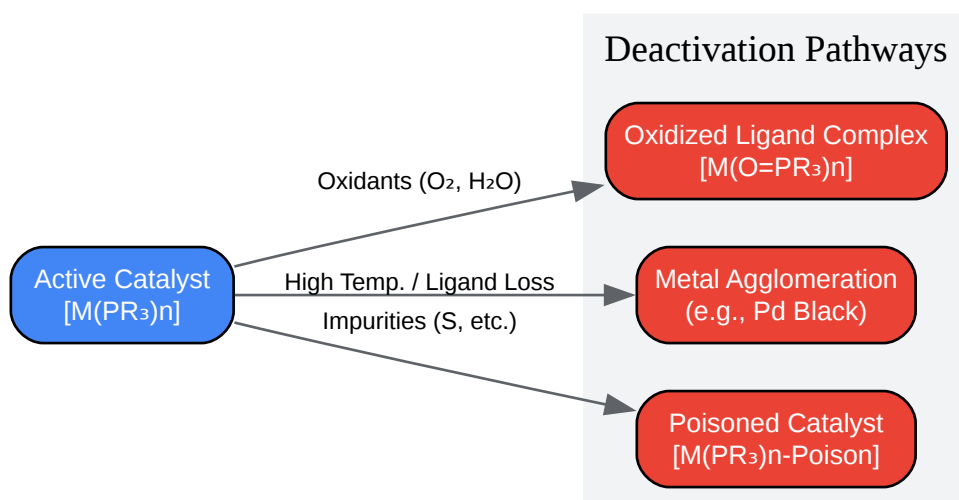 Deactivation Pathways
Oxidized Ligand Complex
[M(O=PR₃)n]
Oxidants (O₂, H₂O)
Active Catalyst
[M(PR₃)n]
High Temp. / Ligand Loss
Metal Agglomeration
(e.g., Pd Black)
Impurities (S, etc.)
Poisoned Catalyst
[M(PR₃)n-Poison]